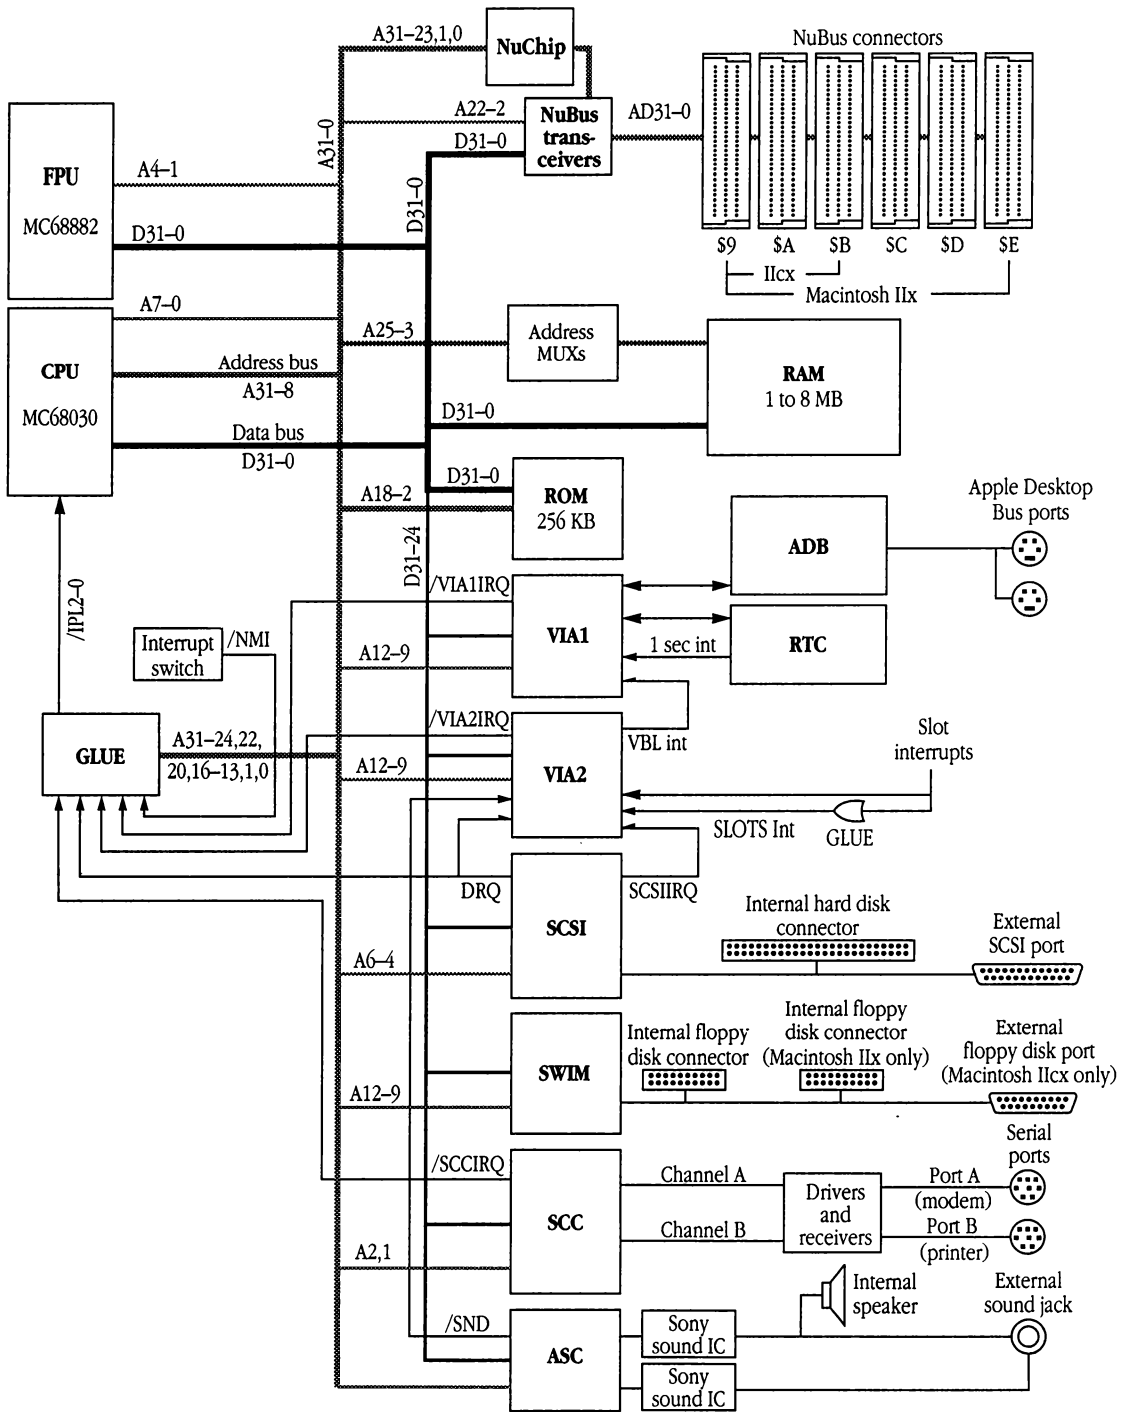 A31–23,1,0
NuChip
NuBus connectors
A22–2
NuBus
trans-
ceivers
AD31–0
D31–0
A31–0
D31–0
FPU
MC68882
A4–1
D31–0
$9
$A
$B
$C
$D
$E
IIcx
Macintosh IIx
CPU
MC68030
A7–0
Address bus
A31–8
Data bus
D31–0
A25–3
Address
MUXs
RAM
1 to 8 MB
D31–0
D31–0
A18–2
ROM
256 KB
D31–24
Apple Desktop
Bus ports
ADB
/IPL2–0
/VIA1IRQ
VIA1
A12–9
1 sec int
RTC
Interrupt
switch
/NMI
GLUE
A31–24,22,
20,16–13,1,0
/VIA2IRQ
VIA2
A12–9
VBL int
Slot
interrupts
SLOTS Int
GLUE
DRQ
SCSIIRQ
SCSI
A6–4
Internal hard disk
connector
External
SCSI port
SWIM
A12–9
Internal floppy
disk connector
Internal floppy
disk connector
(Macintosh IIx only)
External
floppy disk port
(Macintosh IIcx only)
Serial
ports
/SCCIRQ
SCC
A2,1
Channel A
Channel B
Drivers
and
receivers
Port A
(modem)
Port B
(printer)
Internal
speaker
External
sound jack
/SND
ASC
Sony
sound IC
Sony
sound IC